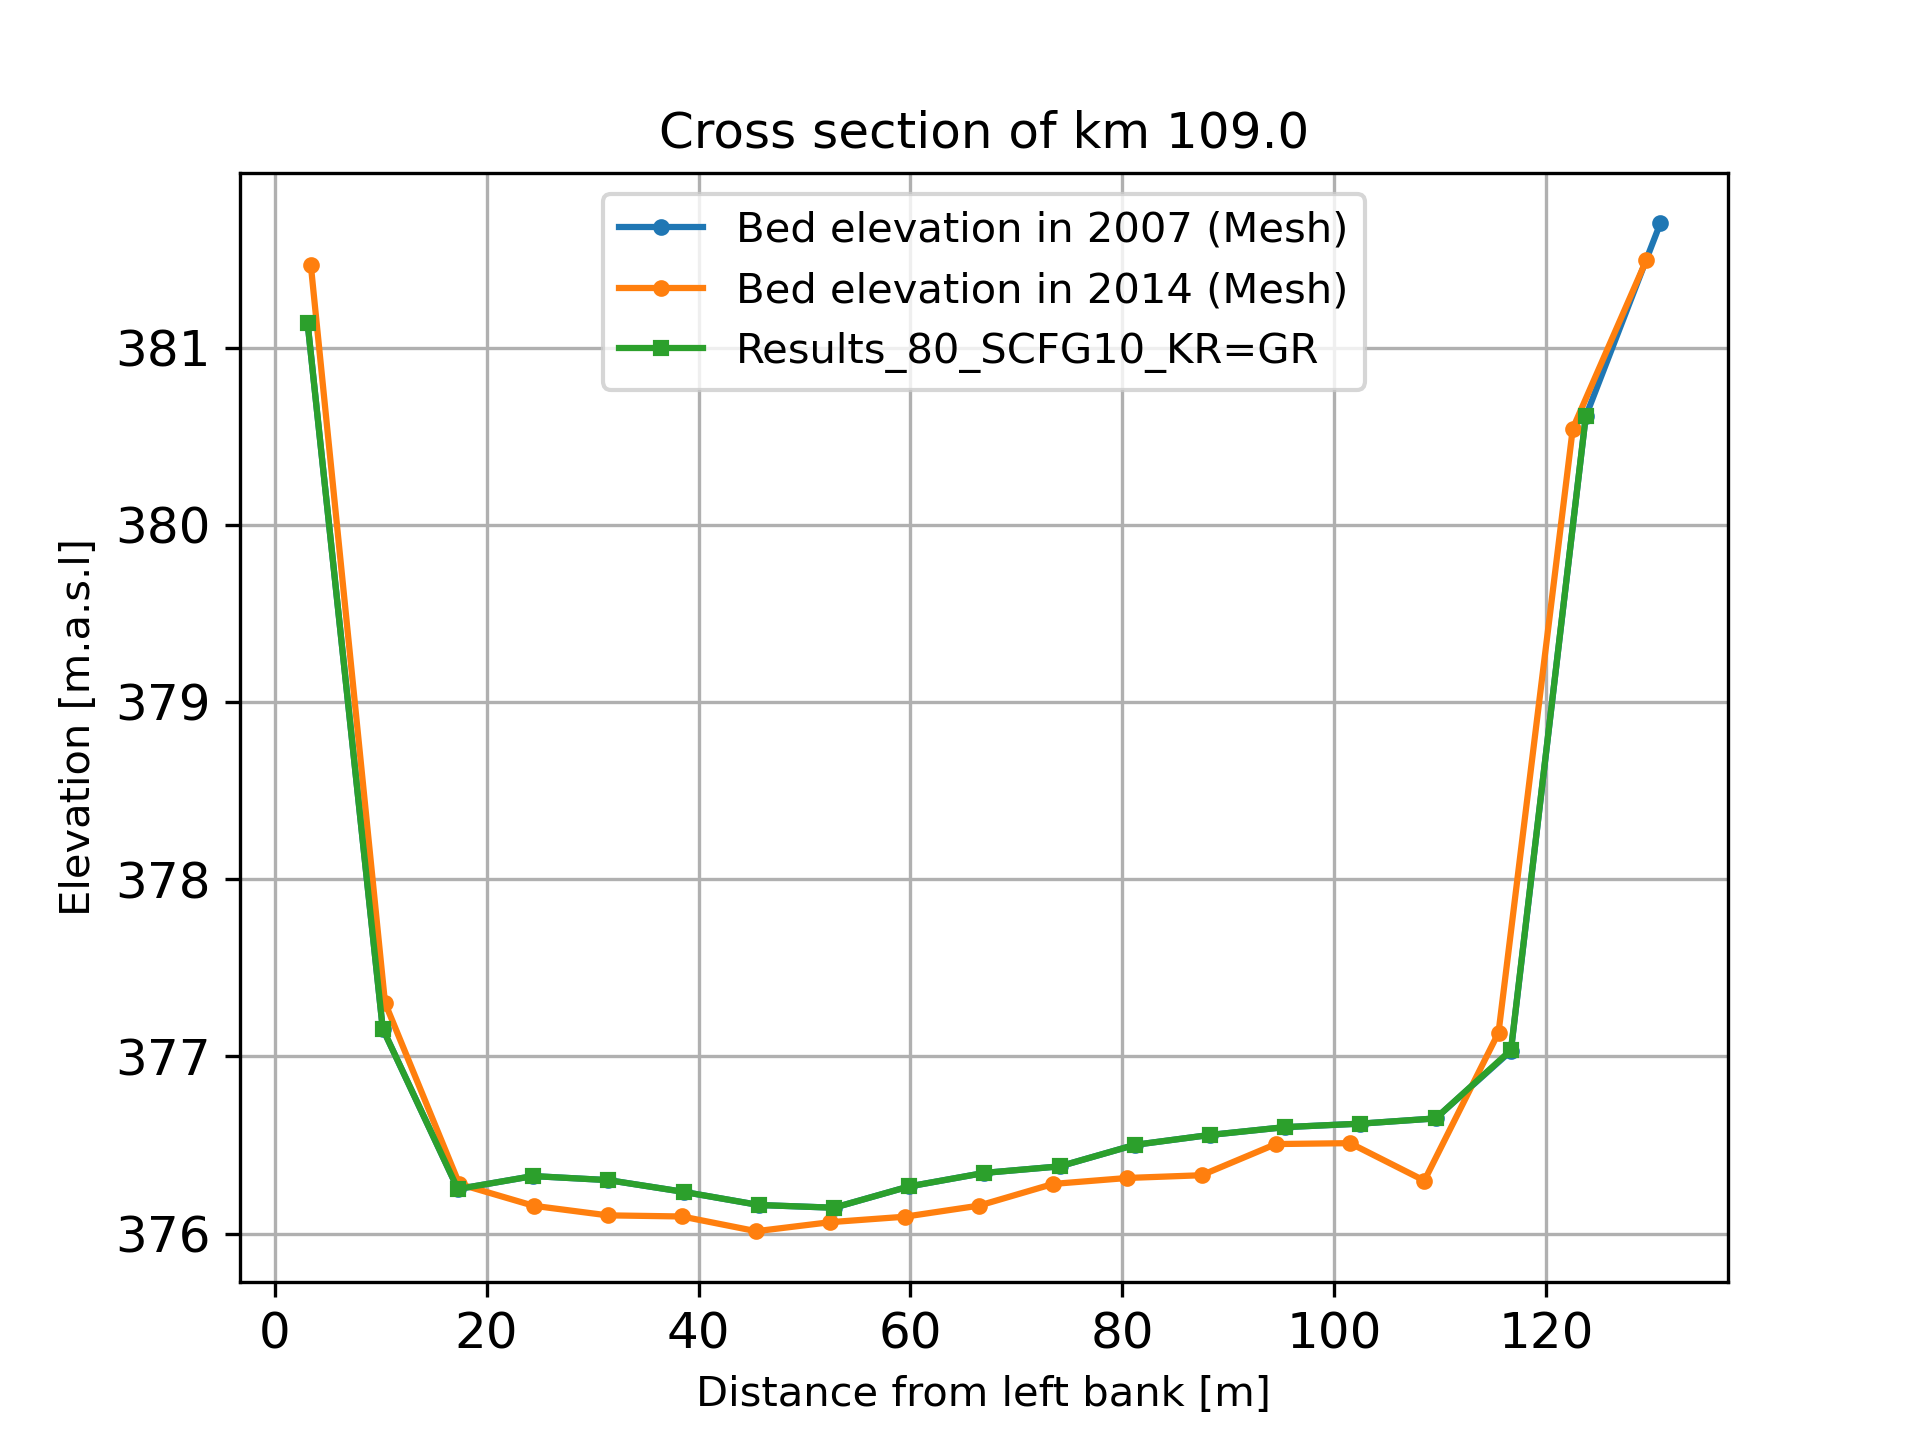 Cross section of km 109.0
Bed elevation in 2007 (Mesh)
Bed elevation in 2014 (Mesh)
Results_80_SCFG10_KR=GR
Elevation [m.a.s.l]
381
380
379
378
377
376
0 20 40 60 80 100 120
Distance from left bank [m]